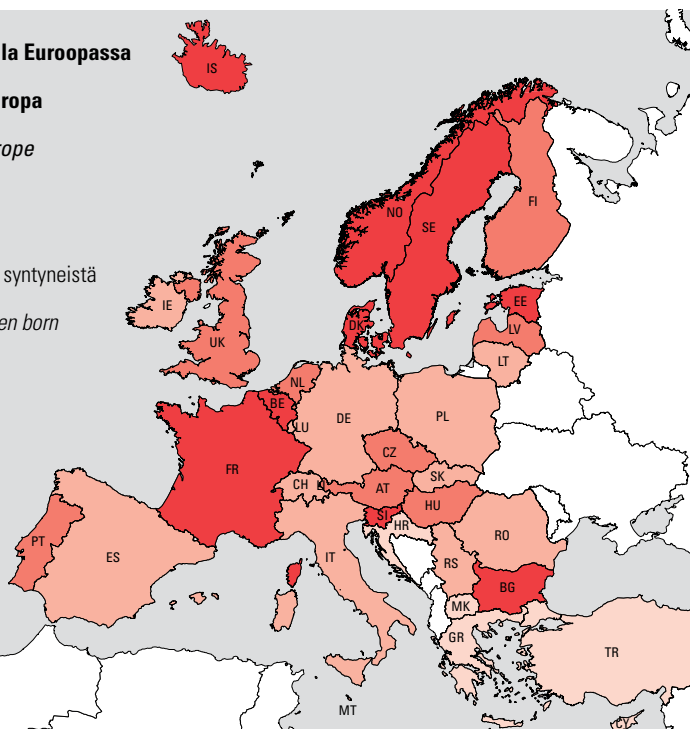 la Euroopassa
IS
ropa
rope
FI
NO
SE
syntyneistä
IE
EE
en born
DK
LV
UK
LT
NL
BE
LU
DE
PL
CZ
FR
CH
LI
AT
SK
HU
SI
HR
RO
PT
ES
IT
RS
BG
MK
GR
TR
MT
CY